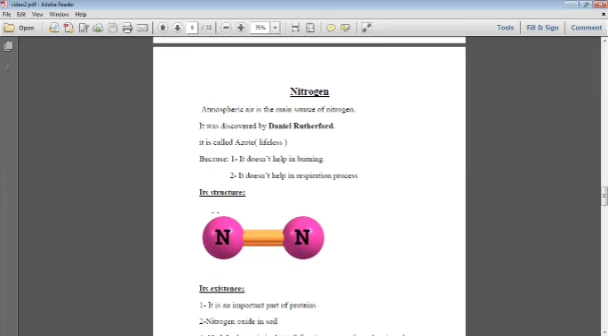 video2.pdf - Adobe Reader
File Edit View Window Help
Open 75% Tools Fill & Sign Comment
Nitrogen
Atmospheric air is the main source of nitrogen.
It was discovered by Daniel Rutherford.
it is called Azote( lifeless )
Because: 1- It doesn't help in burning.
2- It doesn't help in respiration process
Its structure:
N N
Its existence:
1- It is an important part of proteins
2-Nitrogen oxide in soil